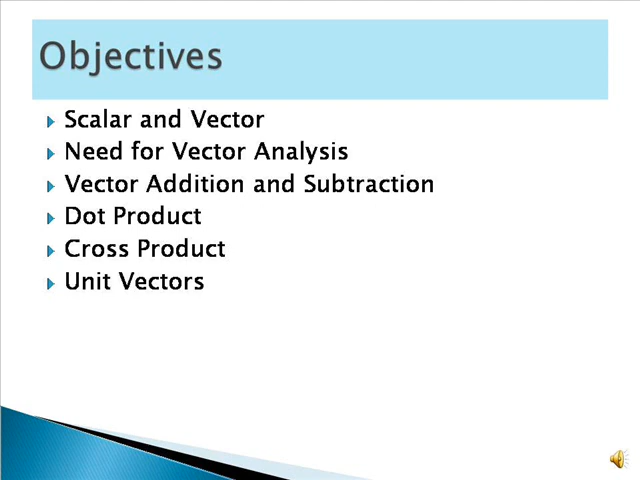 Objectives
Scalar and Vector
Need for Vector Analysis
Vector Addition and Subtraction
Dot Product
Cross Product
Unit Vectors